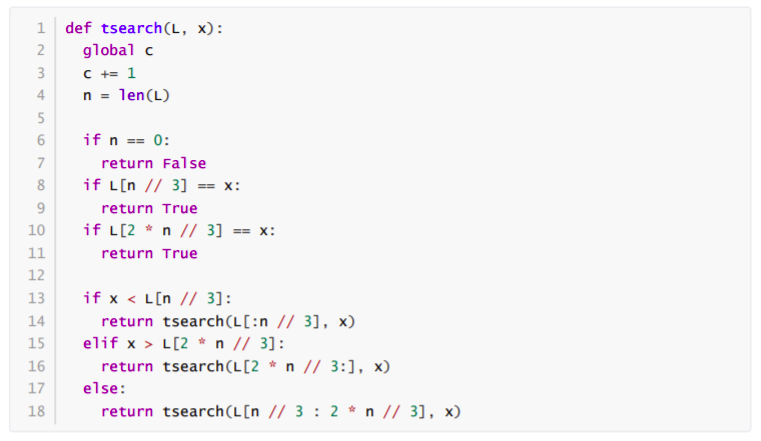 1 def tsearch(L, x):
2   global c
3   c += 1
4   n = len(L)
5
6   if n == 0:
7     return False
8   if L[n // 3] == x:
9     return True
10   if L[2 * n // 3] == x:
11     return True
12
13   if x < L[n // 3]:
14     return tsearch(L[:n // 3], x)
15   elif x > L[2 * n // 3]:
16     return tsearch(L[2 * n // 3:], x)
17   else:
18     return tsearch(L[n // 3 : 2 * n // 3], x)